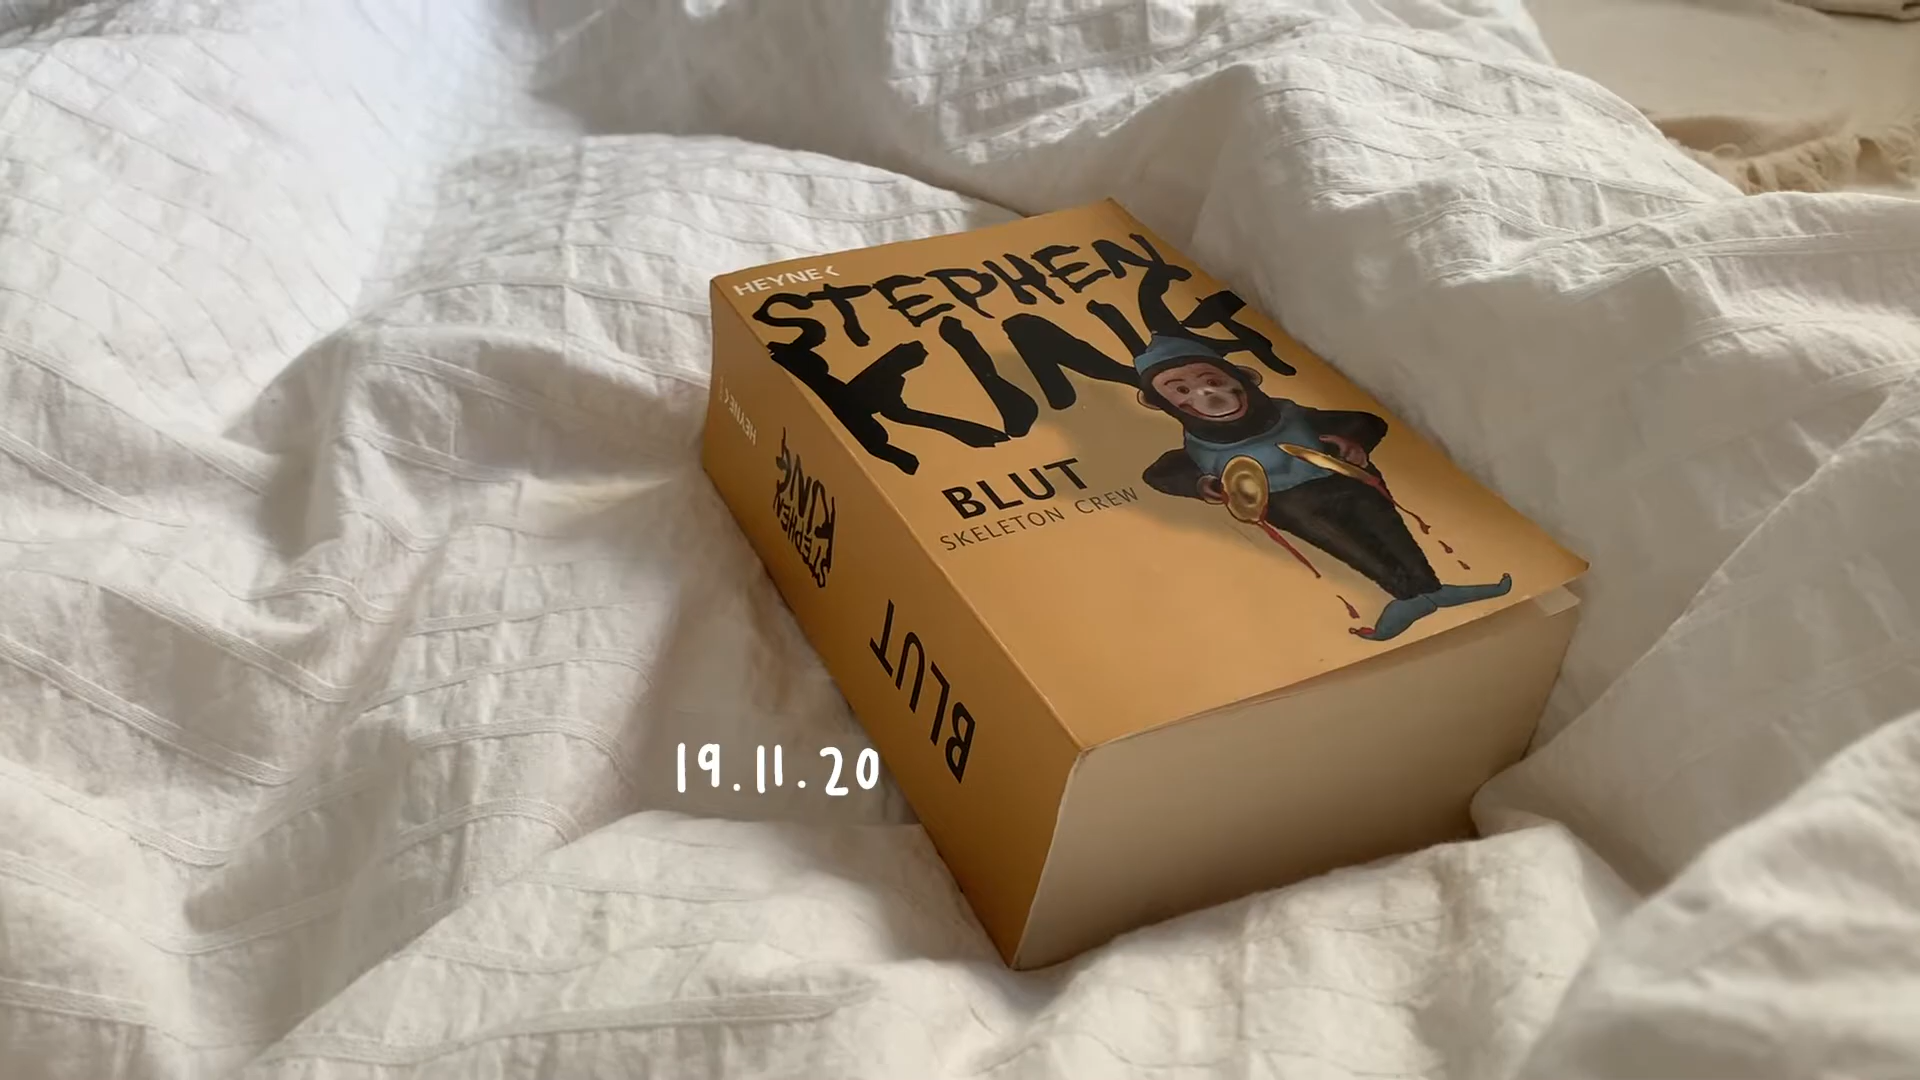 HEYNE <
STEPHEN
KING
BLUT
SKELETON CREW
HEYNE <
STEPHEN
KING
BLUT
19.11.20